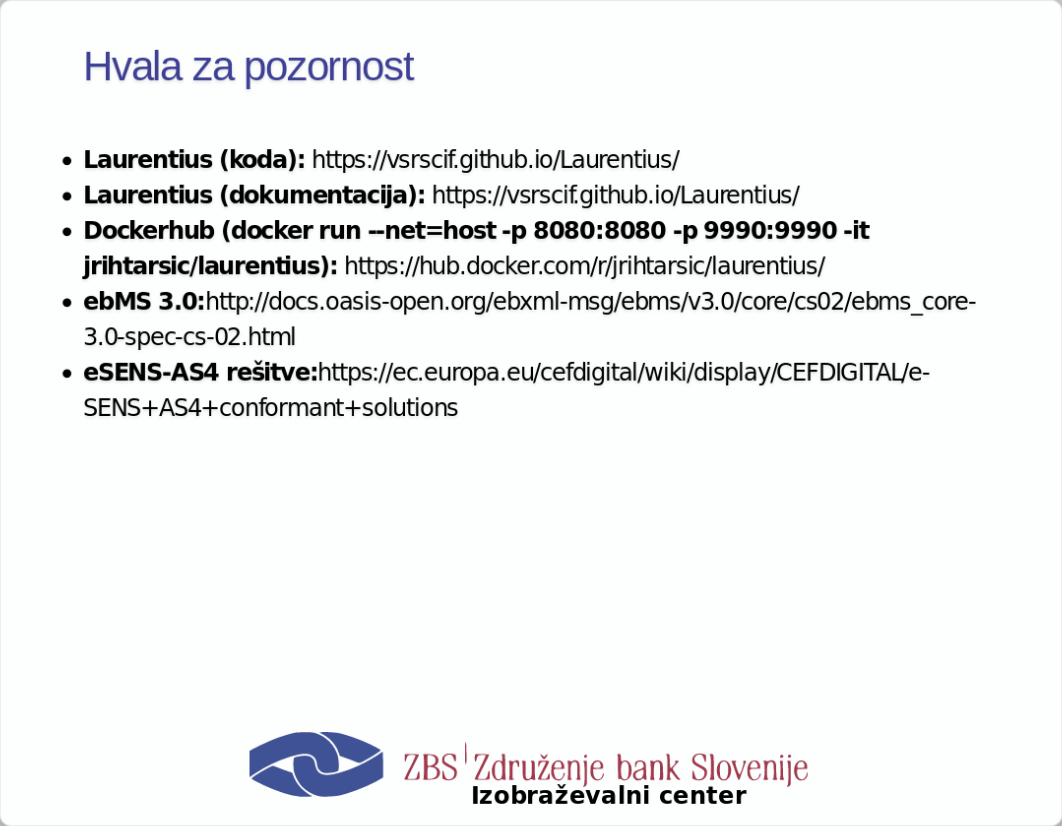 Hvala za pozornost
• Laurentius (koda): https://vsrscif.github.io/Laurentius/
• Laurentius (dokumentacija): https://vsrscif.github.io/Laurentius/
• Dockerhub (docker run --net=host -p 8080:8080 -p 9990:9990 -it
jrihtarsic/laurentius): https://hub.docker.com/r/jrihtarsic/laurentius/
• ebMS 3.0:http://docs.oasis-open.org/ebxml-msg/ebms/v3.0/core/cs02/ebms_core-
3.0-spec-cs-02.html
• eSENS-AS4 rešitve:https://ec.europa.eu/cefdigital/wiki/display/CEFDIGITAL/e-
SENS+AS4+conformant+solutions
ZBS Združenje bank Slovenije
Izobraževalni center